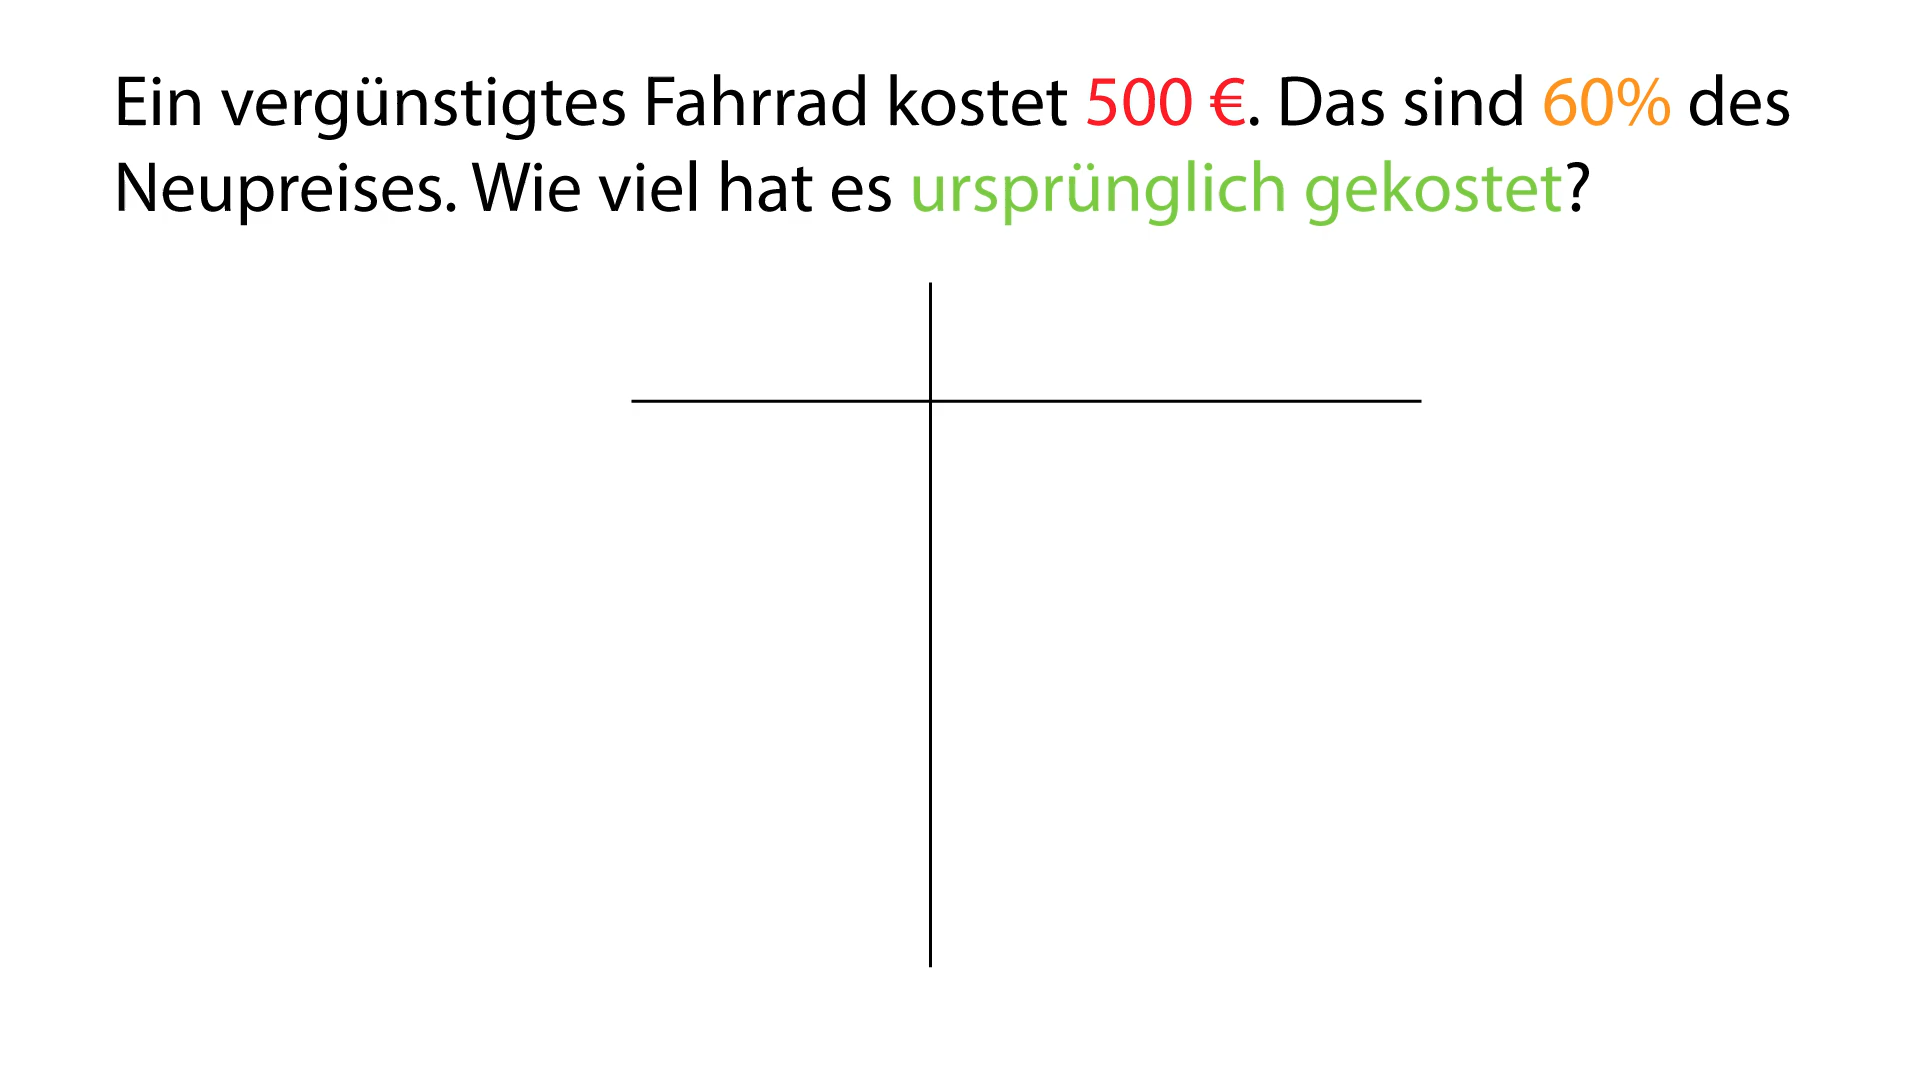 Ein vergünstigtes Fahrrad kostet 500 €. Das sind 60% des
Neupreises. Wie viel hat es ursprünglich gekostet?